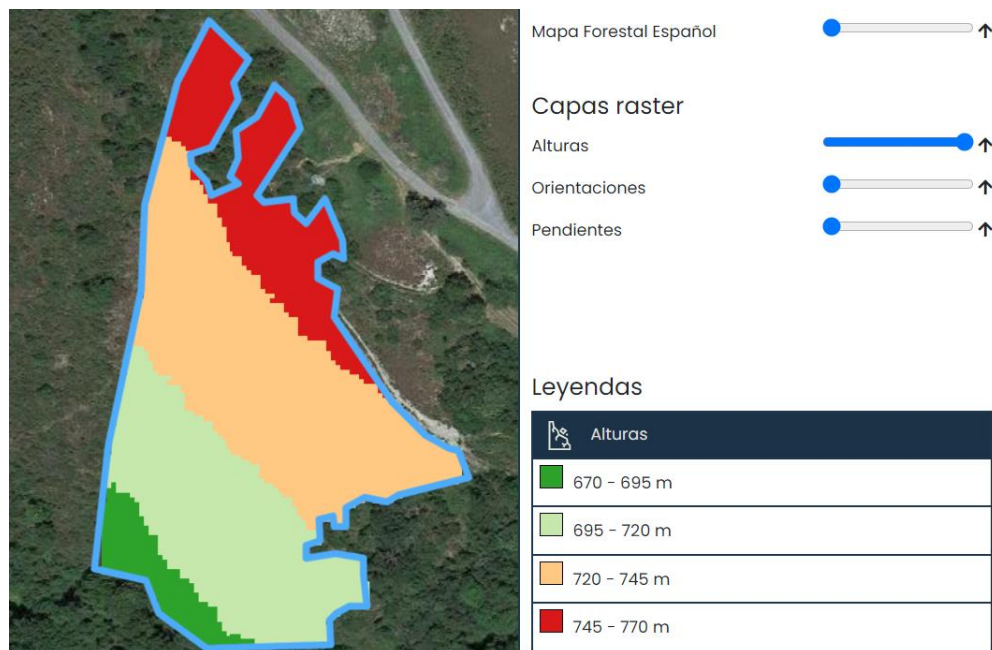 Mapa Forestal Español
Capas raster
Alturas
Orientaciones
Pendientes
Leyendas
Alturas
670 - 695 m
695 - 720 m
720 - 745 m
745 - 770 m